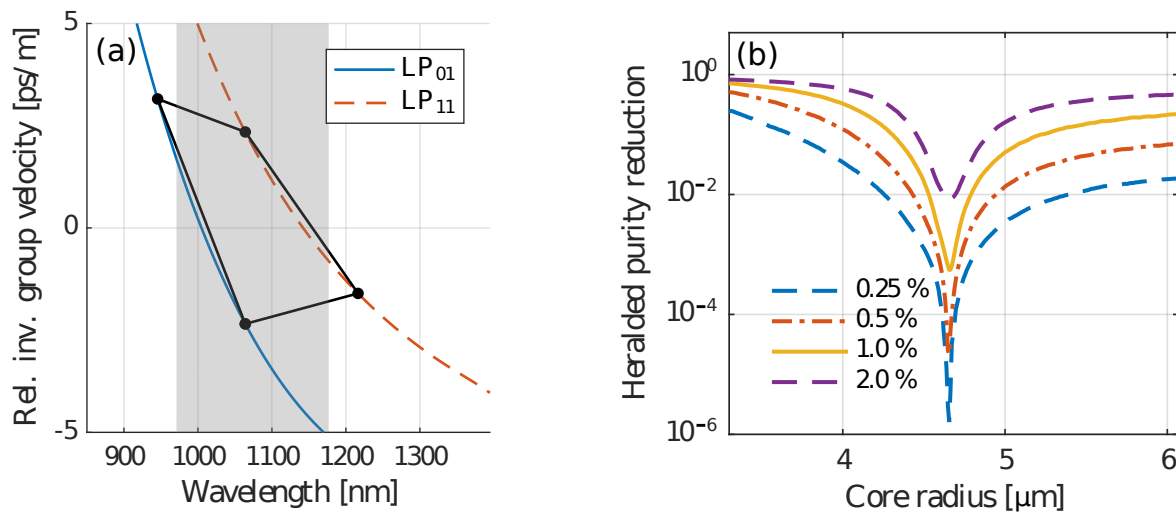 (a)
Rel. inv. group velocity [ps/m]
5
0
-5
LP01
LP11
900 1000 1100 1200 1300
Wavelength [nm]
(b)
Heralded purity reduction
10^0
10^-2
10^-4
10^-6
0.25 %
0.5 %
1.0 %
2.0 %
4 5 6
Core radius [μm]